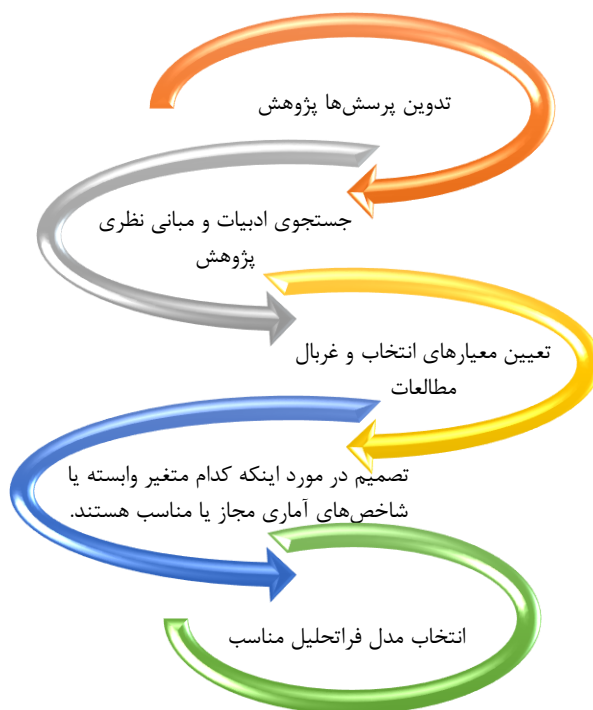 تدوین پرسش‌ها پژوهش
جستجوی ادبیات و مبانی نظری
پژوهش
تعیین معیارهای انتخاب و غربال
مطالعات
تصمیم در مورد اینکه کدام متغیر وابسته یا
شاخص‌های آماری مجاز یا مناسب هستند.
انتخاب مدل فراتحلیل مناسب